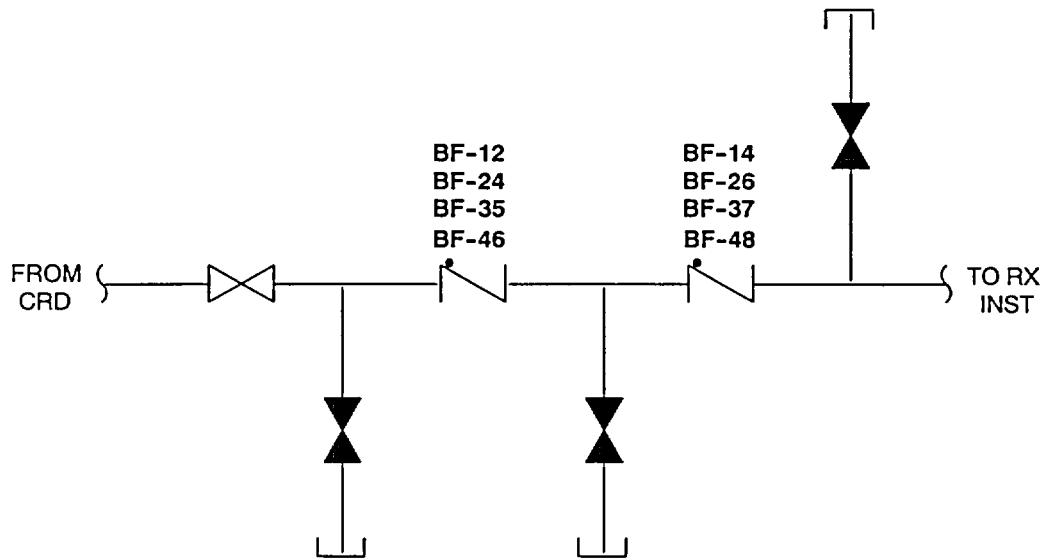 BF-12
BF-24
BF-35
BF-46
BF-14
BF-26
BF-37
BF-48
FROM
CRD
TO RX
INST